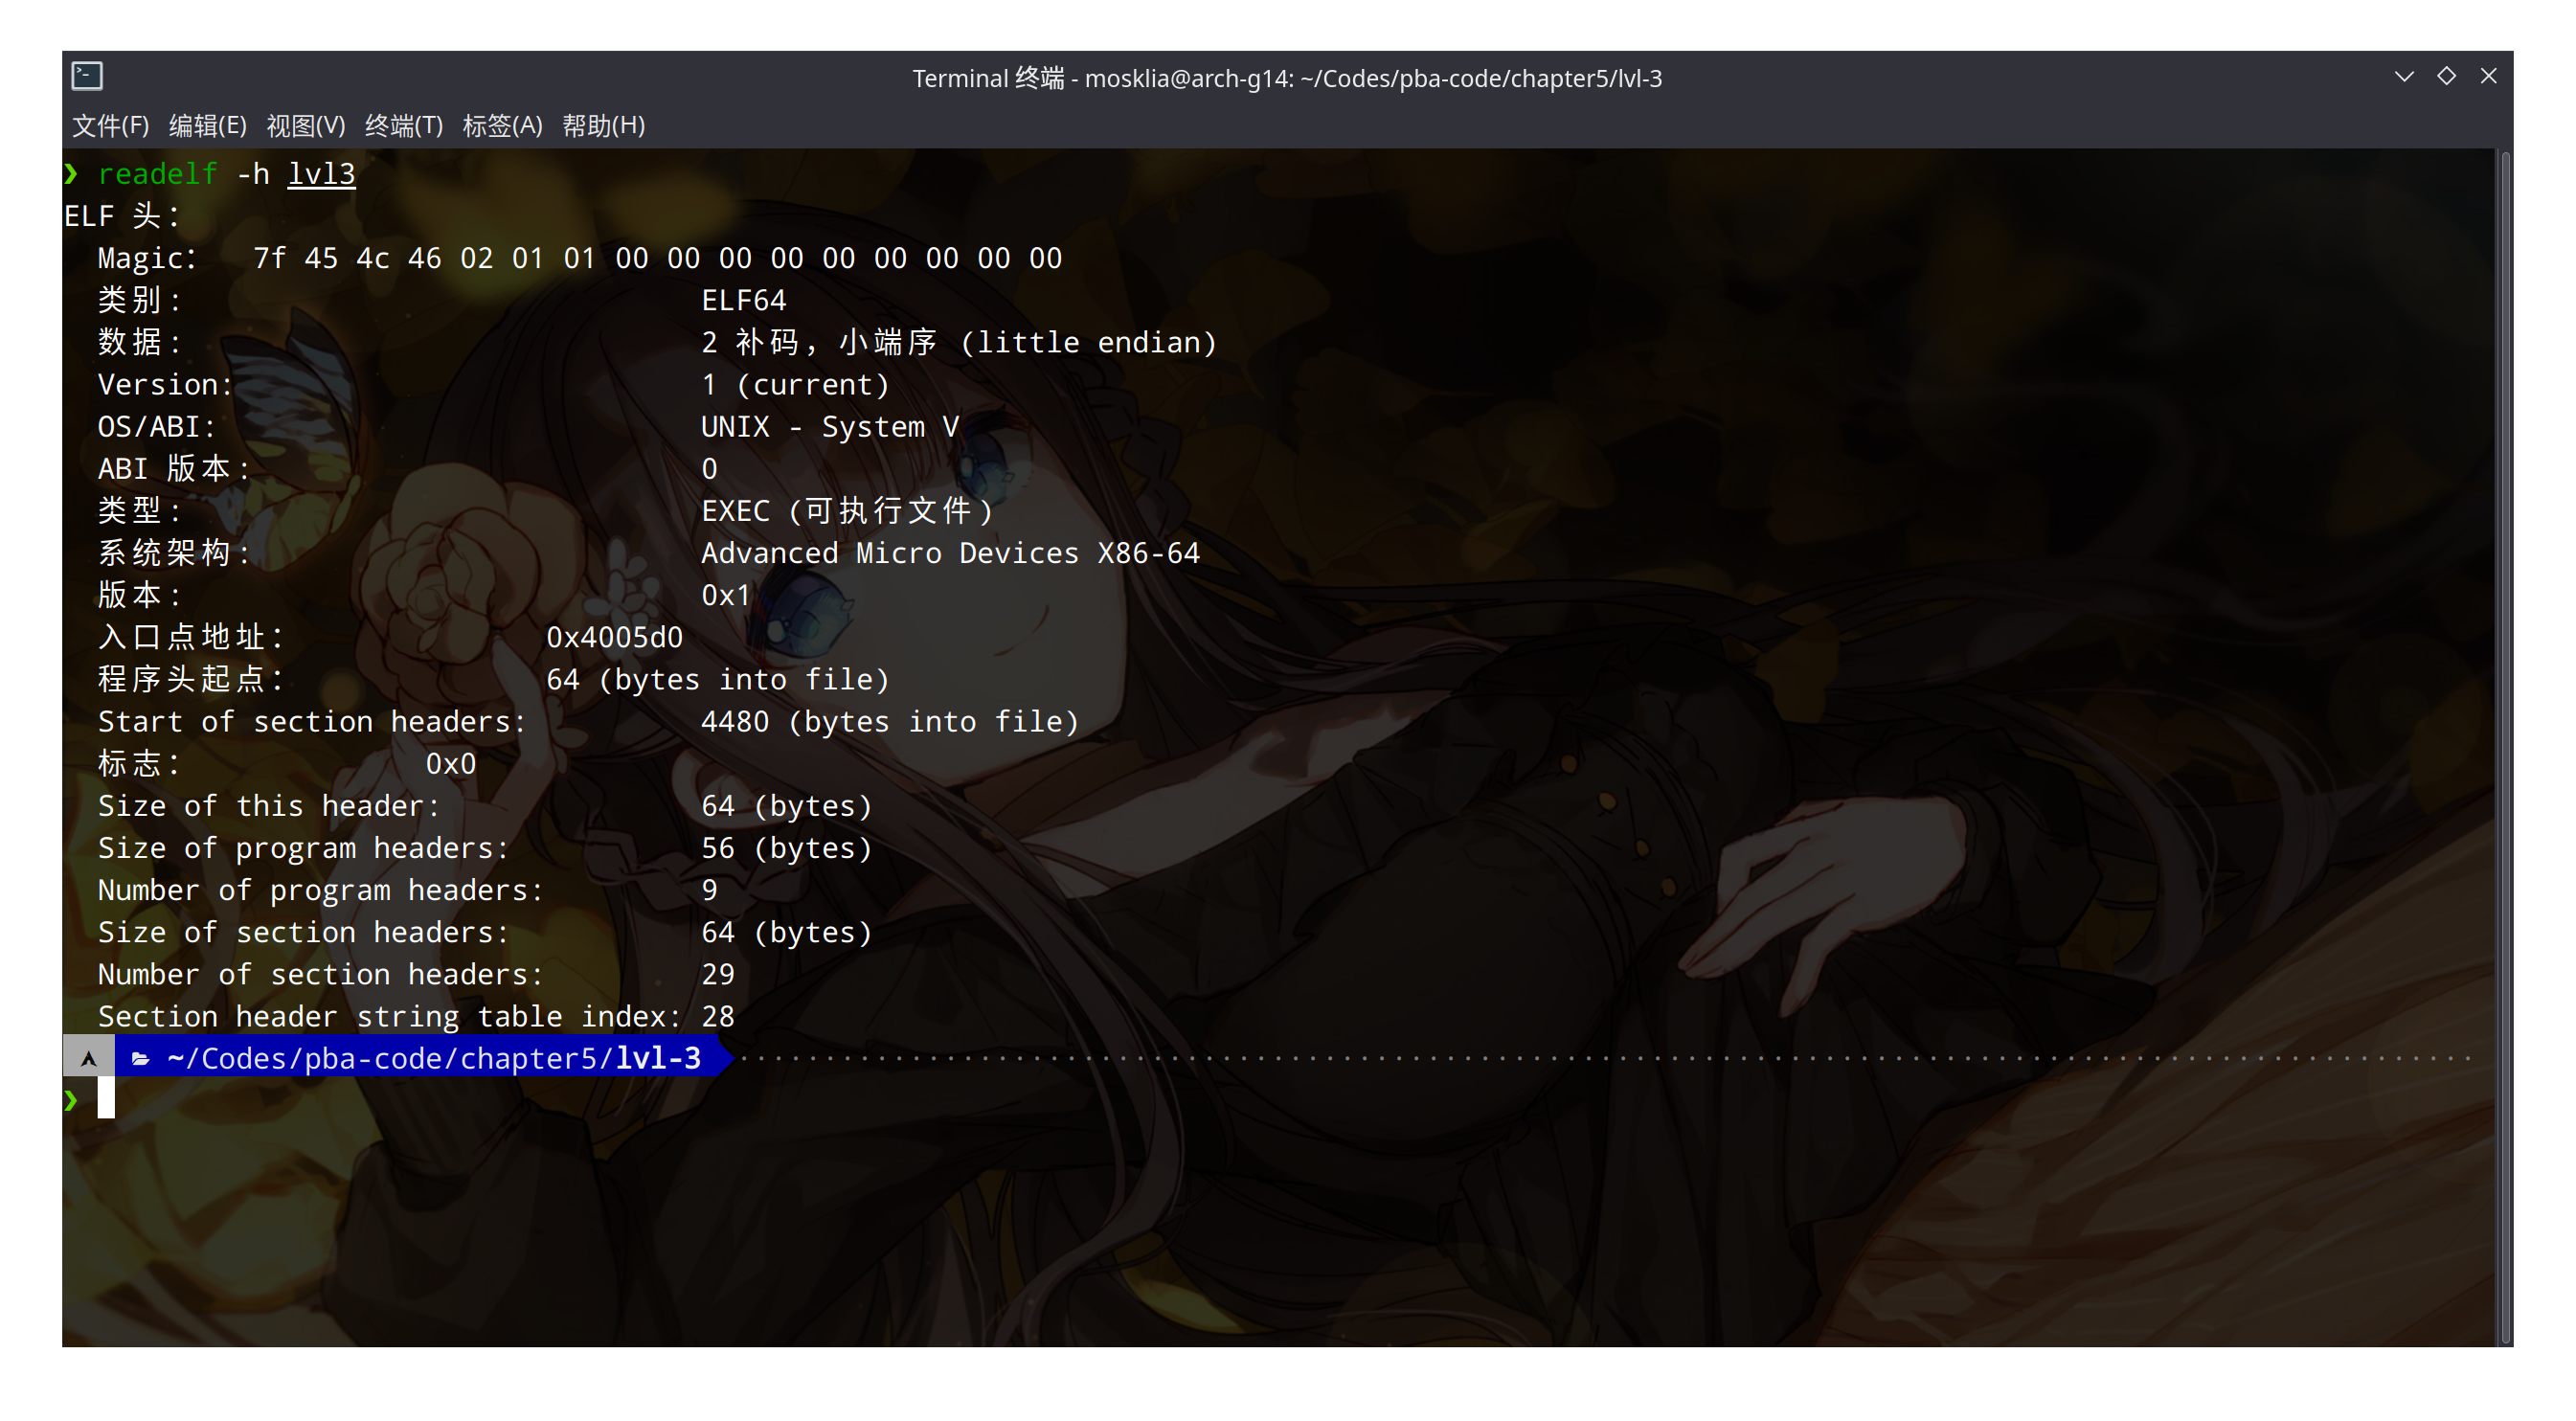 Terminal 终端 - mosklia@arch-g14: ~/Codes/pba-code/chapter5/lvl-3
文件(F) 编辑(E) 视图(V) 终端(T) 标签(A) 帮助(H)
❯ readelf -h lvl3
ELF 头：
Magic： 7f 45 4c 46 02 01 01 00 00 00 00 00 00 00 00 00
类别: ELF64
数据: 2 补码，小端序 (little endian)
Version: 1 (current)
OS/ABI: UNIX - System V
ABI 版本: 0
类型: EXEC (可执行文件)
系统架构: Advanced Micro Devices X86-64
版本: 0x1
入口点地址： 0x4005d0
程序头起点： 64 (bytes into file)
Start of section headers: 4480 (bytes into file)
标志： 0x0
Size of this header: 64 (bytes)
Size of program headers: 56 (bytes)
Number of program headers: 9
Size of section headers: 64 (bytes)
Number of section headers: 29
Section header string table index: 28
~/Codes/pba-code/chapter5/lvl-3
❯